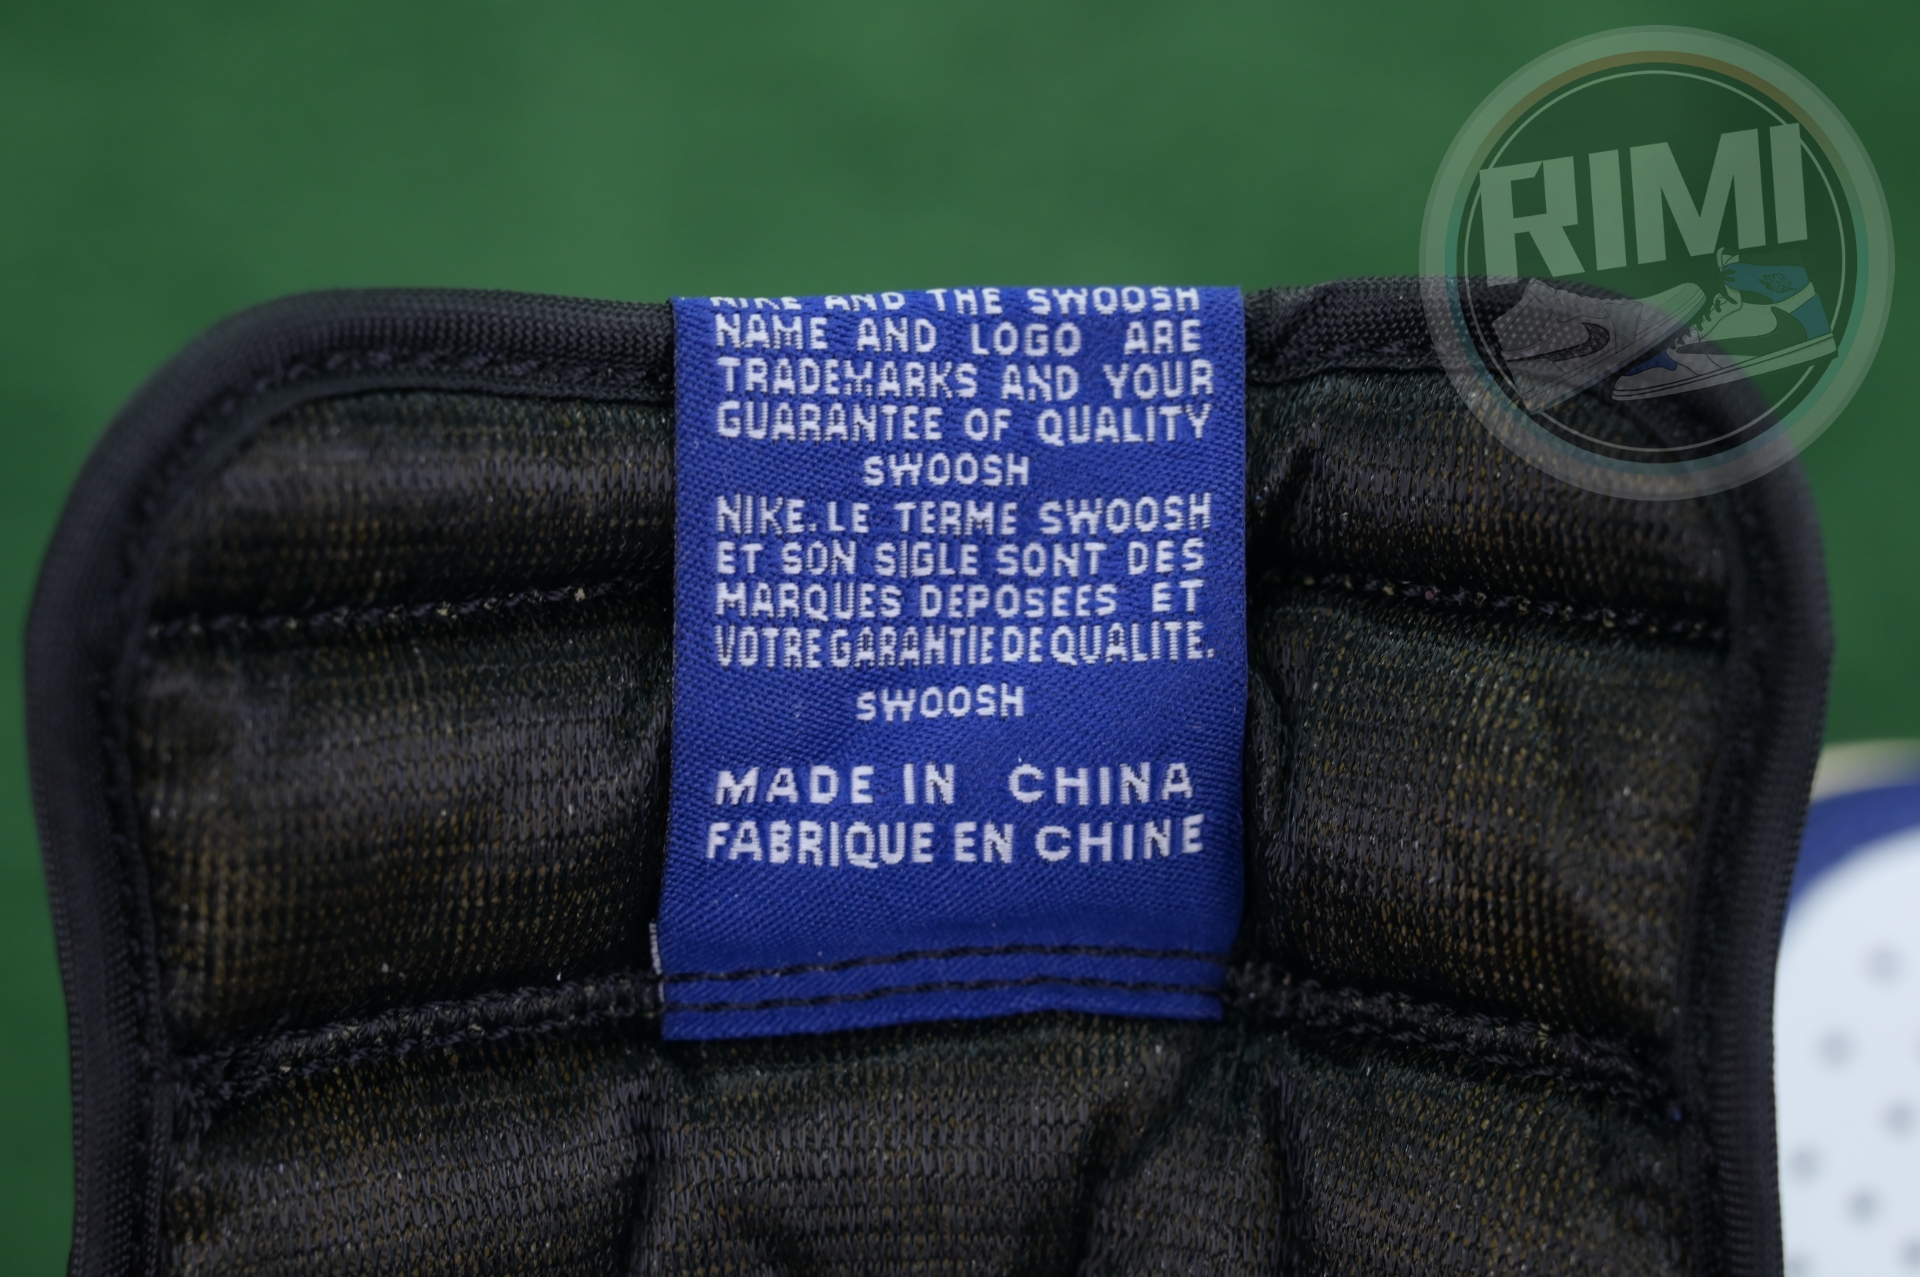 RIMI
NIKE AND THE SWOOSH
NAME AND LOGO ARE
TRADEMARKS AND YOUR
GUARANTEE OF QUALITY
SWOOSH
NIKE.LE TERME SWOOSH
ET SON SIGLE SONT DES
MARQUES DEPOSEES ET
VOTRE GARANTIE DE QUALITE.
SWOOSH
MADE IN CHINA
FABRIQUE EN CHINE